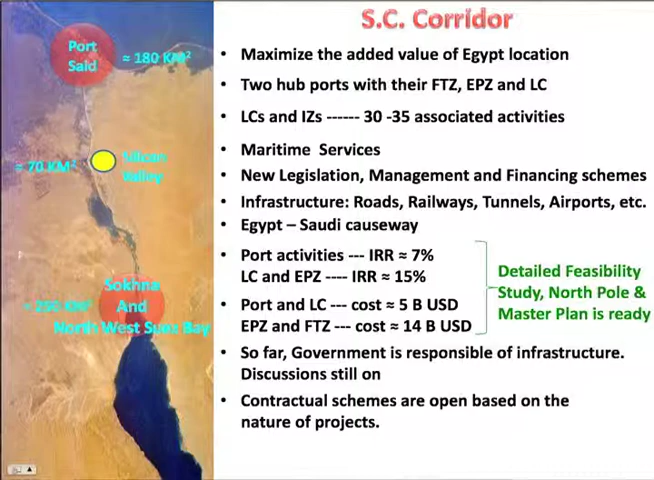 S.C. Corridor
Port
Said
≈ 180 KM²
≈ 70 KM²
Silican
Valley
Sokhna
And
North West Suez Bay
≈ 250 KM²
• Maximize the added value of Egypt location
• Two hub ports with their FTZ, EPZ and LC
• LCs and IZs ------ 30 -35 associated activities
• Maritime Services
• New Legislation, Management and Financing schemes
• Infrastructure: Roads, Railways, Tunnels, Airports, etc.
• Egypt – Saudi causeway
• Port activities --- IRR ≈ 7%
LC and EPZ ---- IRR ≈ 15%
• Port and LC --- cost ≈ 5 B USD
EPZ and FTZ --- cost ≈ 14 B USD
Detailed Feasibility
Study, North Pole &
Master Plan is ready
• So far, Government is responsible of infrastructure.
Discussions still on
• Contractual schemes are open based on the
nature of projects.